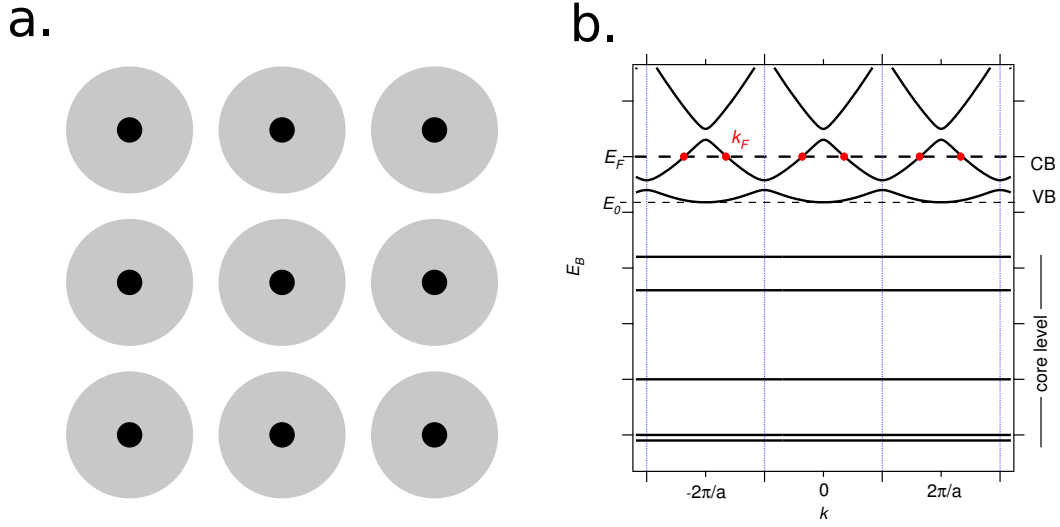 a.
b.
k_F
E_F
CB
E_0
VB
E_B
core level
-2π/a
0
2π/a
k